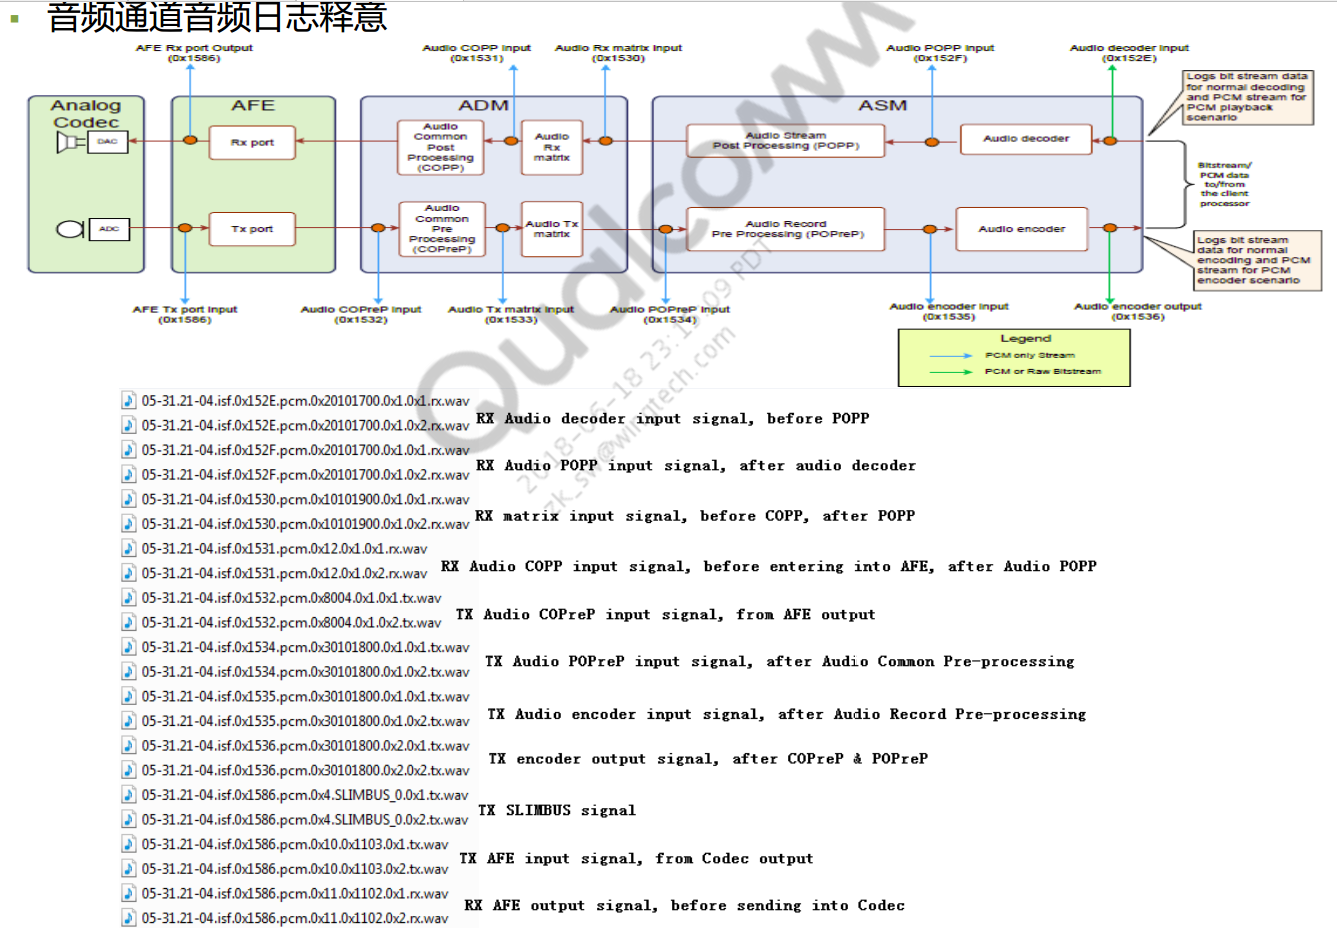 音频通道音频日志释意
AFE Rx port Output
(0x1586)
Audio COPP input
(0x1531)
Audio Rx matrix input
(0x1530)
Audio POPP input
(0x152F)
Audio decoder input
(0x152E)
Analog
Codec
DAC
ADC
AFE
Rx port
Tx port
ADM
Audio
Common
Post
Processing
(COPP)
Audio
Rx
matrix
Audio
Common
Pre
Processing
(COPreP)
Audio Tx
matrix
ASM
Audio Stream
Post Processing (POPP)
Audio decoder
Audio Record
Pre Processing (POPreP)
Audio encoder
Logs bit stream data
for normal decoding
and PCM stream for
PCM playback
scenario
Bitstream/
PCM data
to/from
the client
processor
Logs bit stream
data for normal
encoding and PCM
stream for PCM
encoder scenario
AFE Tx port input
(0x1586)
Audio COPreP input
(0x1532)
Audio Tx matrix input
(0x1533)
Audio POPreP input
(0x1534)
Audio encoder input
(0x1535)
Audio encoder output
(0x1536)
Legend
PCM only Stream
PCM or Raw Bitstream
Qualcomm
2018-06-18 23:19:09 PDT
zk_sw@wingtech.com
05-31.21-04.isf.0x152E.pcm.0x20101700.0x1.0x1.rx.wav
05-31.21-04.isf.0x152E.pcm.0x20101700.0x1.0x2.rx.wav
RX Audio decoder input signal, before POPP
05-31.21-04.isf.0x152F.pcm.0x20101700.0x1.0x1.rx.wav
05-31.21-04.isf.0x152F.pcm.0x20101700.0x1.0x2.rx.wav
RX Audio POPP input signal, after audio decoder
05-31.21-04.isf.0x1530.pcm.0x10101900.0x1.0x1.rx.wav
05-31.21-04.isf.0x1530.pcm.0x10101900.0x1.0x2.rx.wav
RX matrix input signal, before COPP, after POPP
05-31.21-04.isf.0x1531.pcm.0x12.0x1.0x1.rx.wav
05-31.21-04.isf.0x1531.pcm.0x12.0x1.0x2.rx.wav
RX Audio COPP input signal, before entering into AFE, after Audio POPP
05-31.21-04.isf.0x1532.pcm.0x8004.0x1.0x1.tx.wav
05-31.21-04.isf.0x1532.pcm.0x8004.0x1.0x2.tx.wav
TX Audio COPreP input signal, from AFE output
05-31.21-04.isf.0x1534.pcm.0x30101800.0x1.0x1.tx.wav
05-31.21-04.isf.0x1534.pcm.0x30101800.0x1.0x2.tx.wav
TX Audio POPreP input signal, after Audio Common Pre-processing
05-31.21-04.isf.0x1535.pcm.0x30101800.0x1.0x1.tx.wav
05-31.21-04.isf.0x1535.pcm.0x30101800.0x1.0x2.tx.wav
TX Audio encoder input signal, after Audio Record Pre-processing
05-31.21-04.isf.0x1536.pcm.0x30101800.0x2.0x1.tx.wav
05-31.21-04.isf.0x1536.pcm.0x30101800.0x2.0x2.tx.wav
TX encoder output signal, after COPreP & POPreP
05-31.21-04.isf.0x1586.pcm.0x4.SLIMBUS_0.0x1.tx.wav
05-31.21-04.isf.0x1586.pcm.0x4.SLIMBUS_0.0x2.tx.wav
TX SLIMBUS signal
05-31.21-04.isf.0x1586.pcm.0x10.0x1103.0x1.tx.wav
05-31.21-04.isf.0x1586.pcm.0x10.0x1103.0x2.tx.wav
TX AFE input signal, from Codec output
05-31.21-04.isf.0x1586.pcm.0x11.0x1102.0x1.rx.wav
05-31.21-04.isf.0x1586.pcm.0x11.0x1102.0x2.rx.wav
RX AFE output signal, before sending into Codec